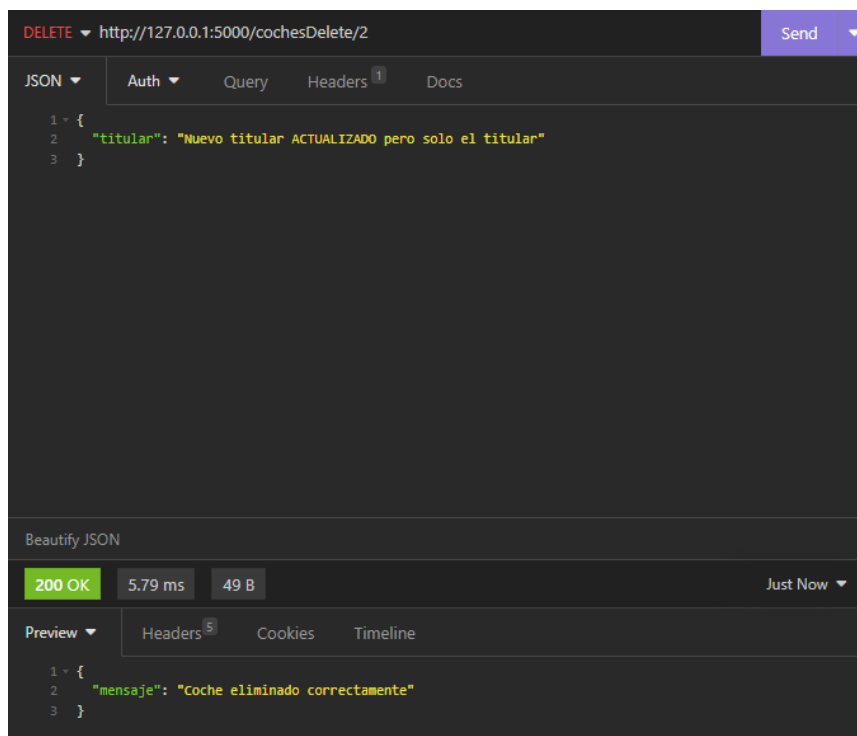 DELETE http://127.0.0.1:5000/cochesDelete/2 Send
JSON Auth Query Headers 1 Docs
1 {
2 "titular": "Nuevo titular ACTUALIZADO pero solo el titular"
3 }
Beautify JSON
200 OK 5.79 ms 49 B Just Now
Preview Headers 5 Cookies Timeline
1 {
2 "mensaje": "Coche eliminado correctamente"
3 }